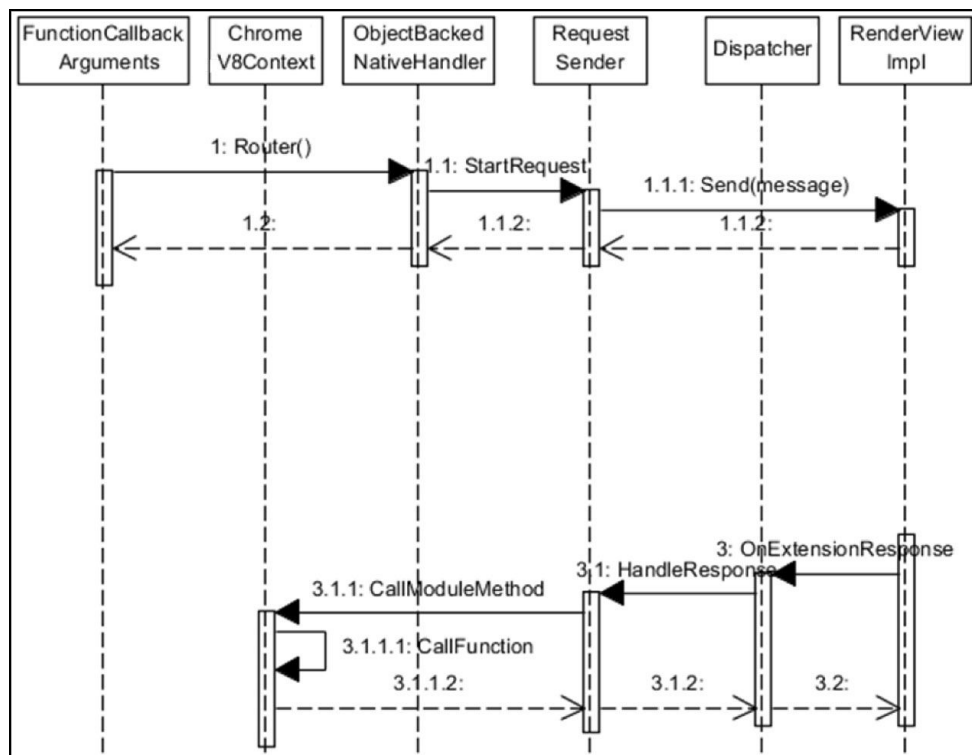 FunctionCallback
Arguments
Chrome
V8Context
ObjectBacked
NativeHandler
Request
Sender
Dispatcher
RenderView
Impl
1: Router()
1.1: StartRequest
1.1.1: Send(message)
1.2:
1.1.2:
1.1.2:
3: OnExtensionResponse
3.1: HandleResponse
3.1.1: CallModuleMethod
3.1.1.1: CallFunction
3.1.1.2:
3.1.2:
3.2: